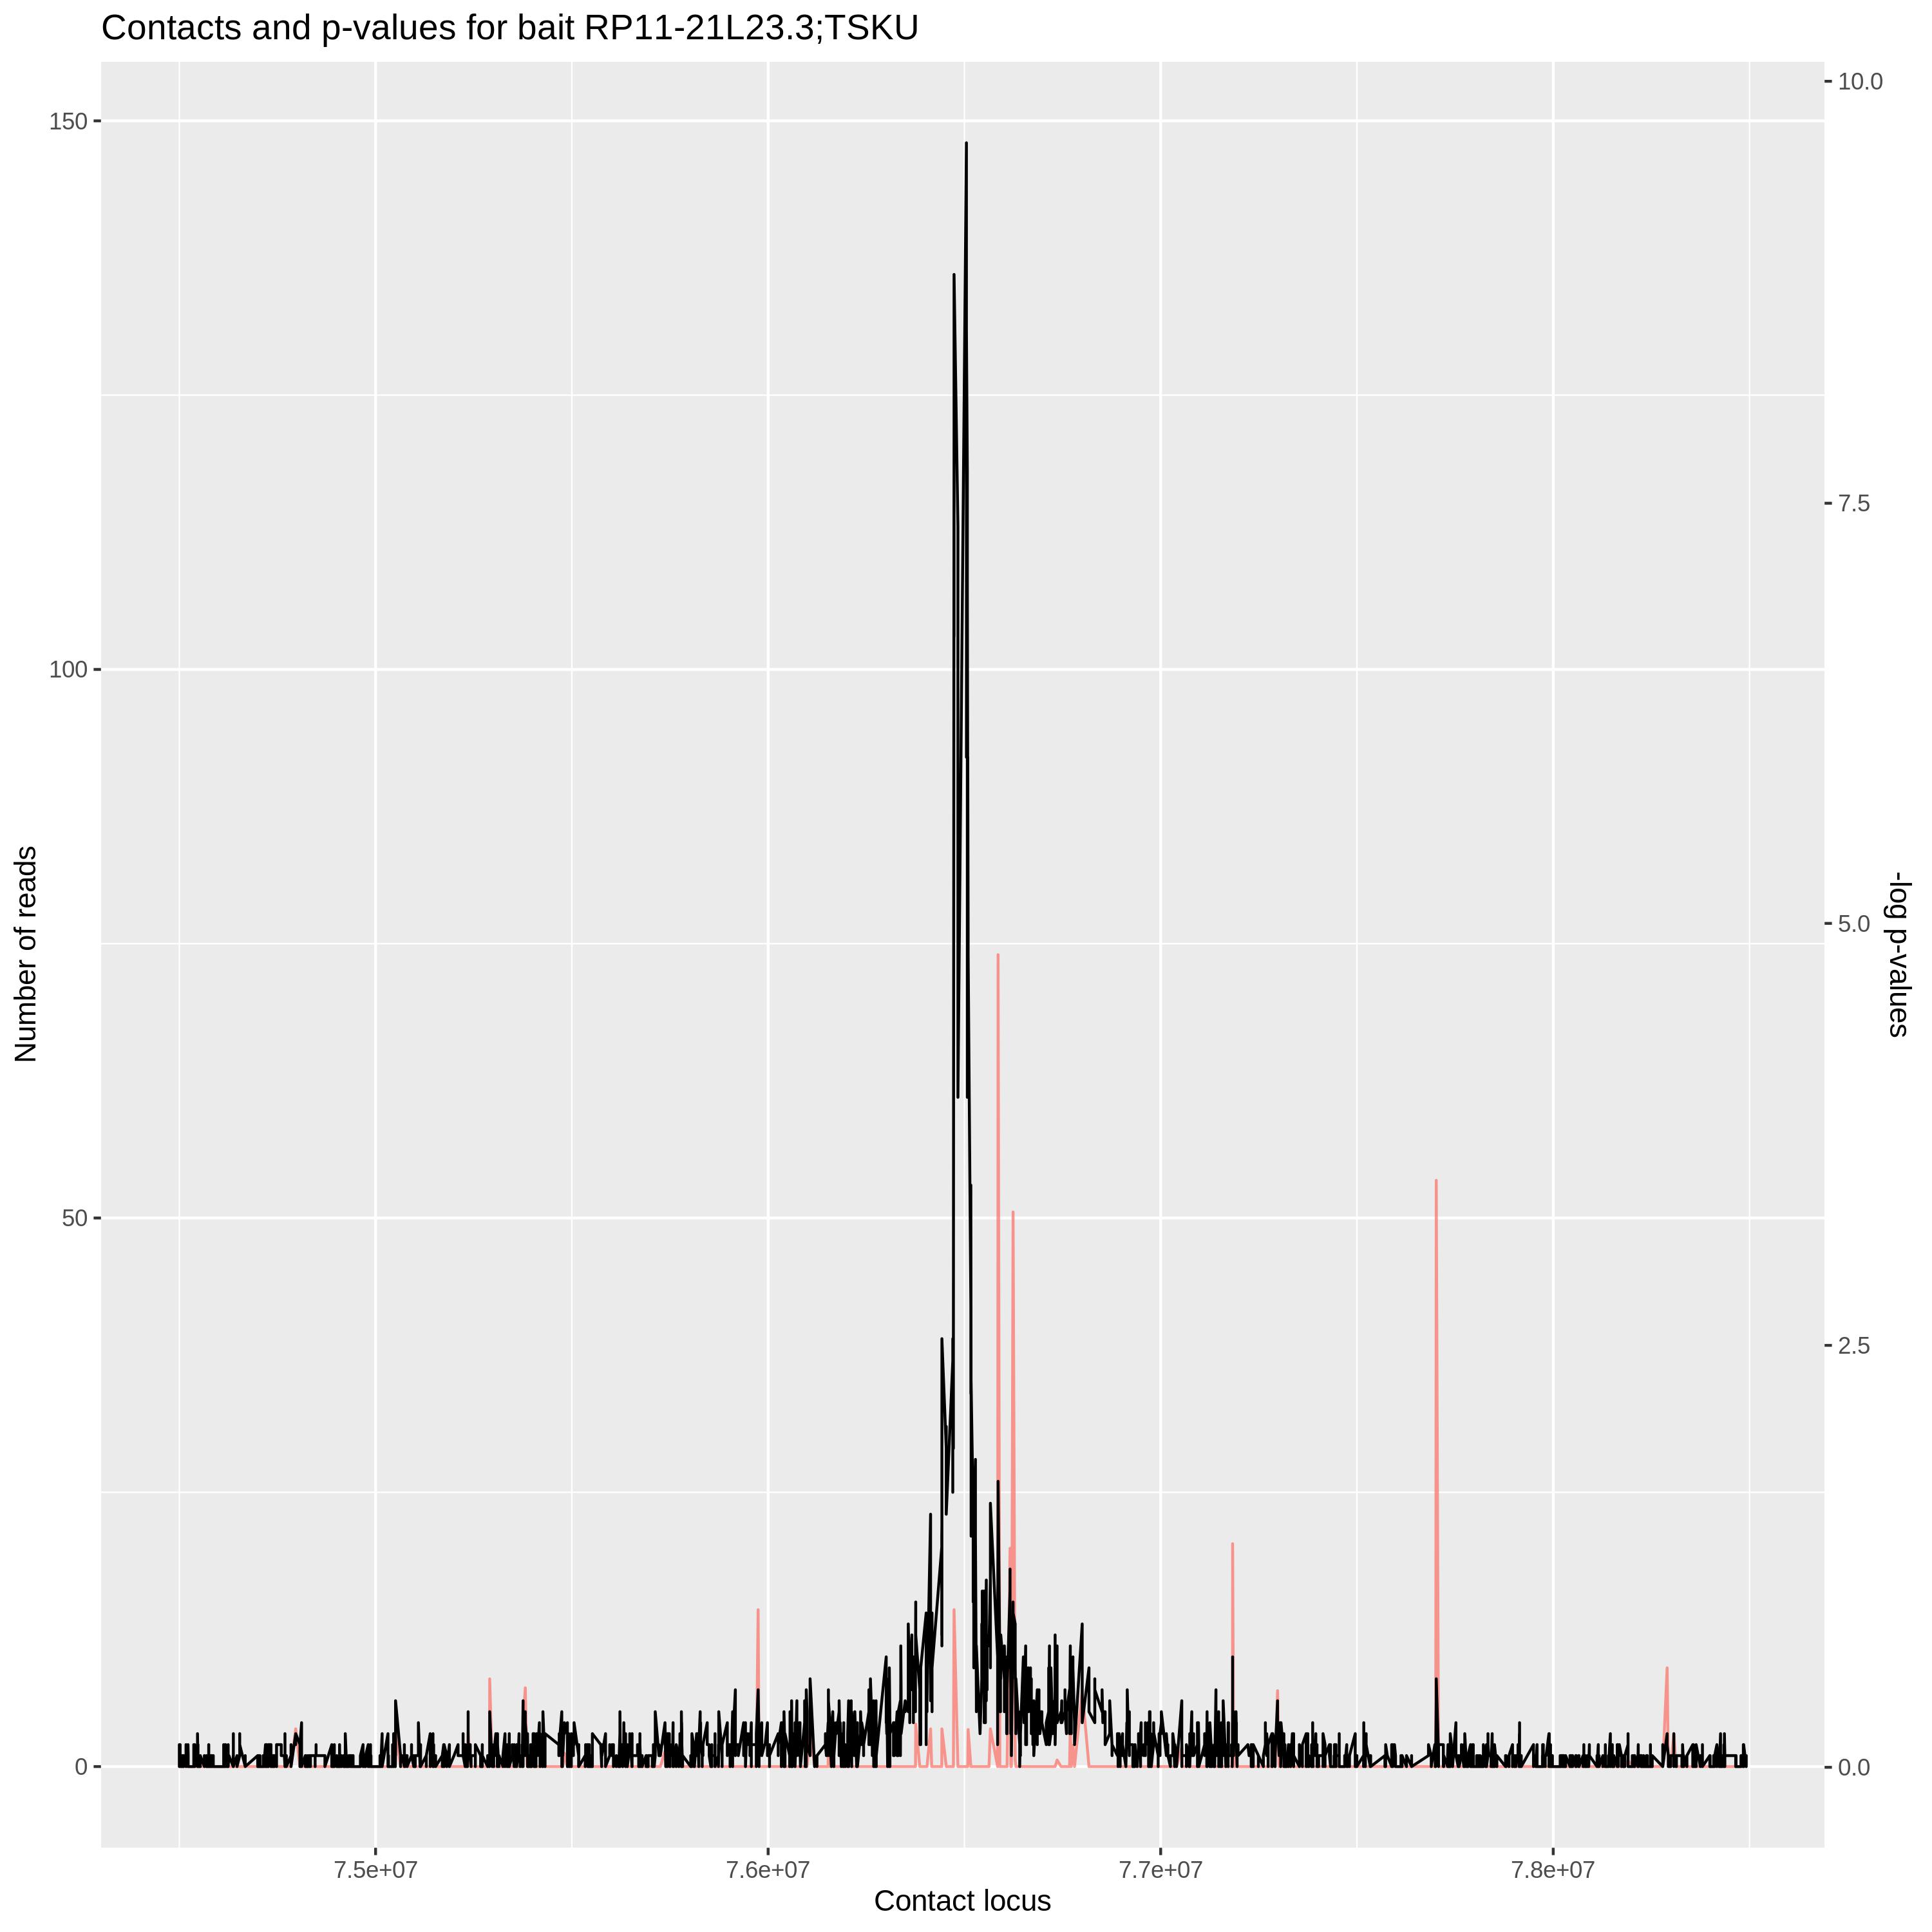 Contacts and p-values for bait RP11-21L23.3;TSKU
150
100
50
0
Number of reads
10.0
7.5
5.0
2.5
0.0
-log p-values
7.5e+07
7.6e+07
7.7e+07
7.8e+07
Contact locus